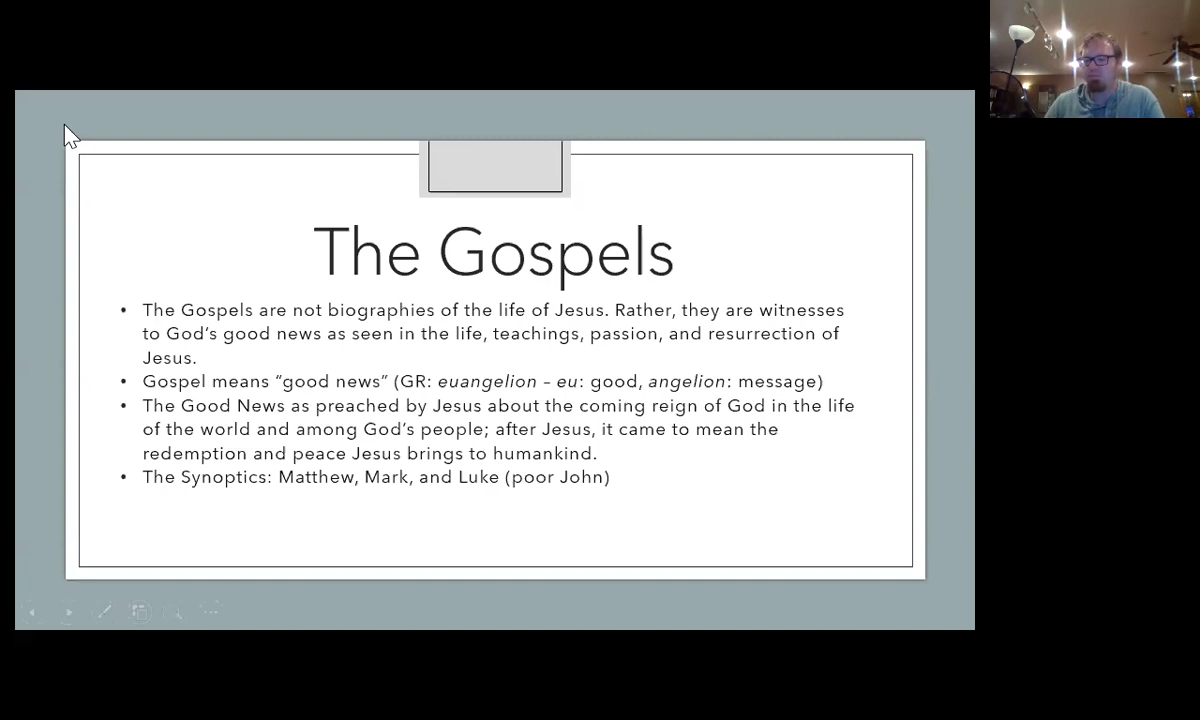 The Gospels
• The Gospels are not biographies of the life of Jesus. Rather, they are witnesses
to God’s good news as seen in the life, teachings, passion, and resurrection of
Jesus.
• Gospel means “good news” (GR: euangelion – eu: good, angelion: message)
• The Good News as preached by Jesus about the coming reign of God in the life
of the world and among God’s people; after Jesus, it came to mean the
redemption and peace Jesus brings to humankind.
• The Synoptics: Matthew, Mark, and Luke (poor John)